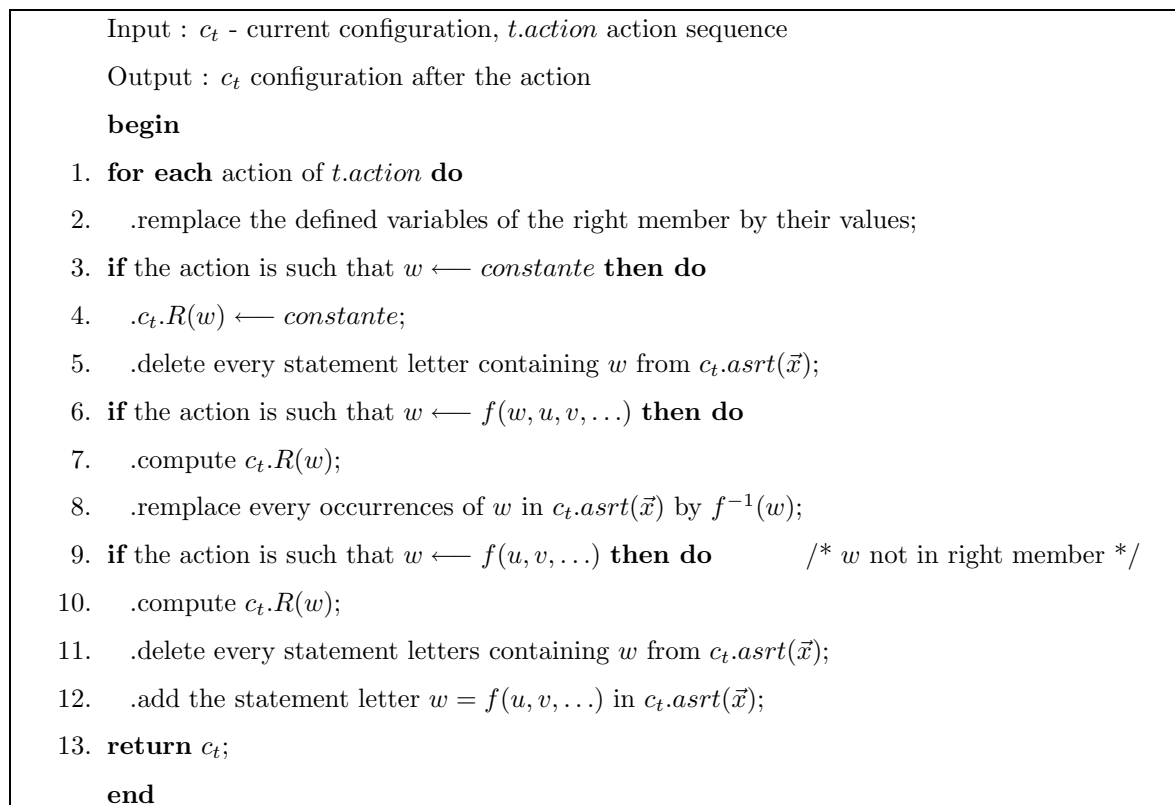 Input : c_t - current configuration, t.action action sequence
Output : c_t configuration after the action
begin
1. for each action of t.action do
2. .remplace the defined variables of the right member by their values;
3. if the action is such that w ⟵ constante then do
4. .c_t.R(w) ⟵ constante;
5. .delete every statement letter containing w from c_t.asrt(x⃗);
6. if the action is such that w ⟵ f(w, u, v, . . .) then do
7. .compute c_t.R(w);
8. .remplace every occurrences of w in c_t.asrt(x⃗) by f⁻¹(w);
9. if the action is such that w ⟵ f(u, v, . . .) then do /* w not in right member */
10. .compute c_t.R(w);
11. .delete every statement letters containing w from c_t.asrt(x⃗);
12. .add the statement letter w = f(u, v, . . .) in c_t.asrt(x⃗);
13. return c_t;
end